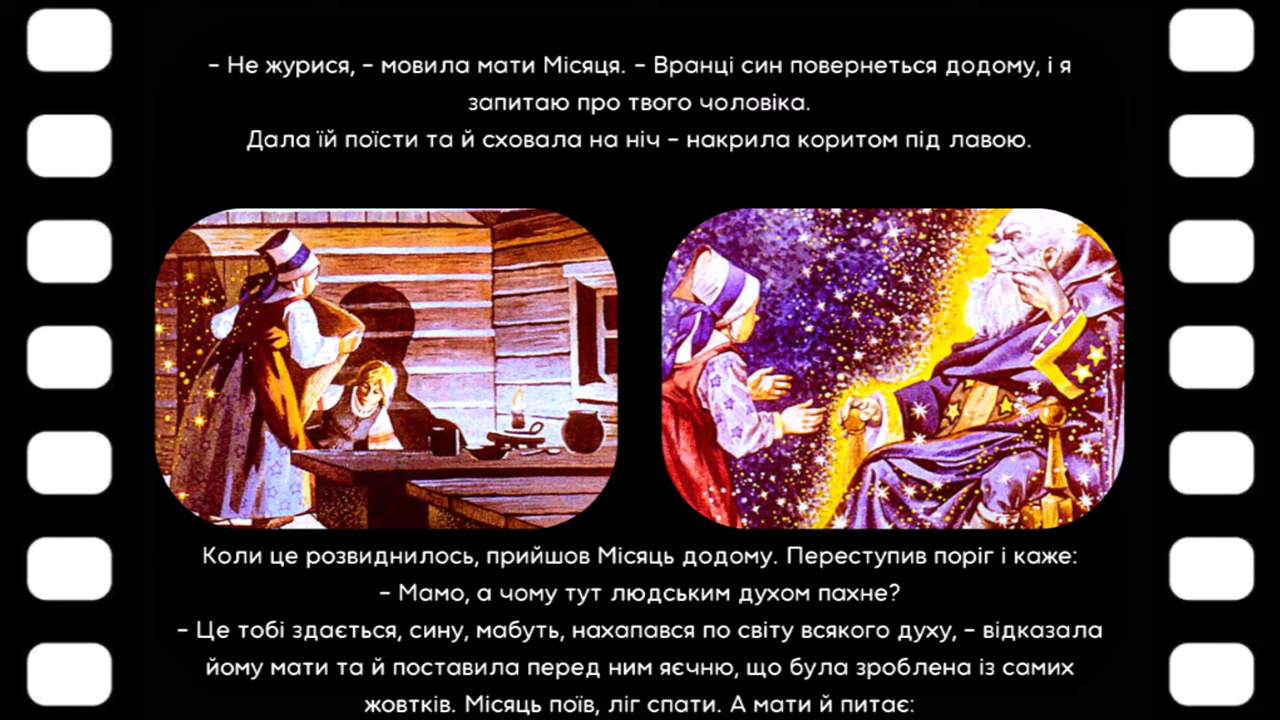 – Не журися, – мовила мати Місяця. – Вранці син повернеться додому, і я
запитаю про твого чоловіка.
Дала їй поїсти та й сховала на ніч – накрила коритом під лавою.
Коли це розвиднилось, прийшов Місяць додому. Переступив поріг і каже:
– Мамо, а чому тут людським духом пахне?
– Це тобі здається, сину, мабуть, нахапався по світу всякого духу, – відказала
йому мати та й поставила перед ним яєчню, що була зроблена із самих
жовтків. Місяць поїв, ліг спати. А мати й питає: